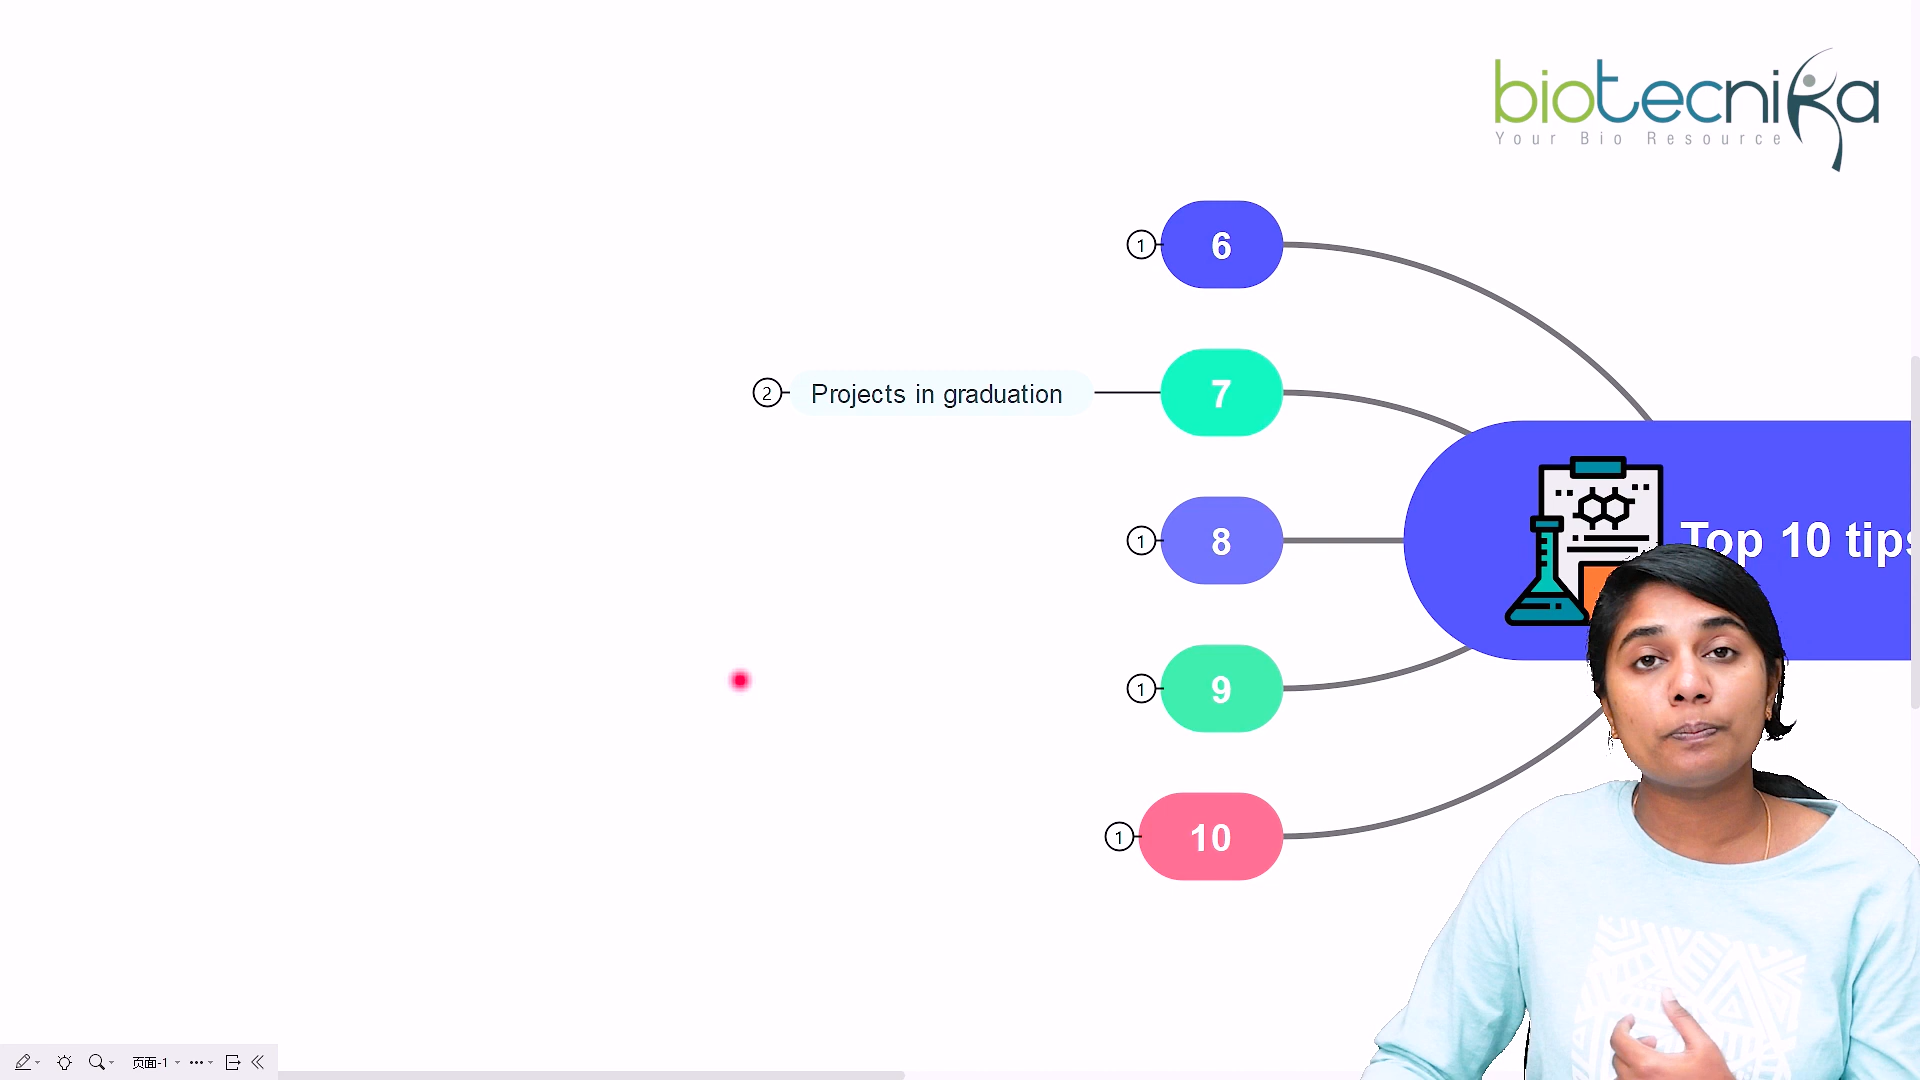 biotecnika
Your Bio Resource
1 6
2 Projects in graduation 7
1 8
Top 10 tips
1 9
1 10
页面-1